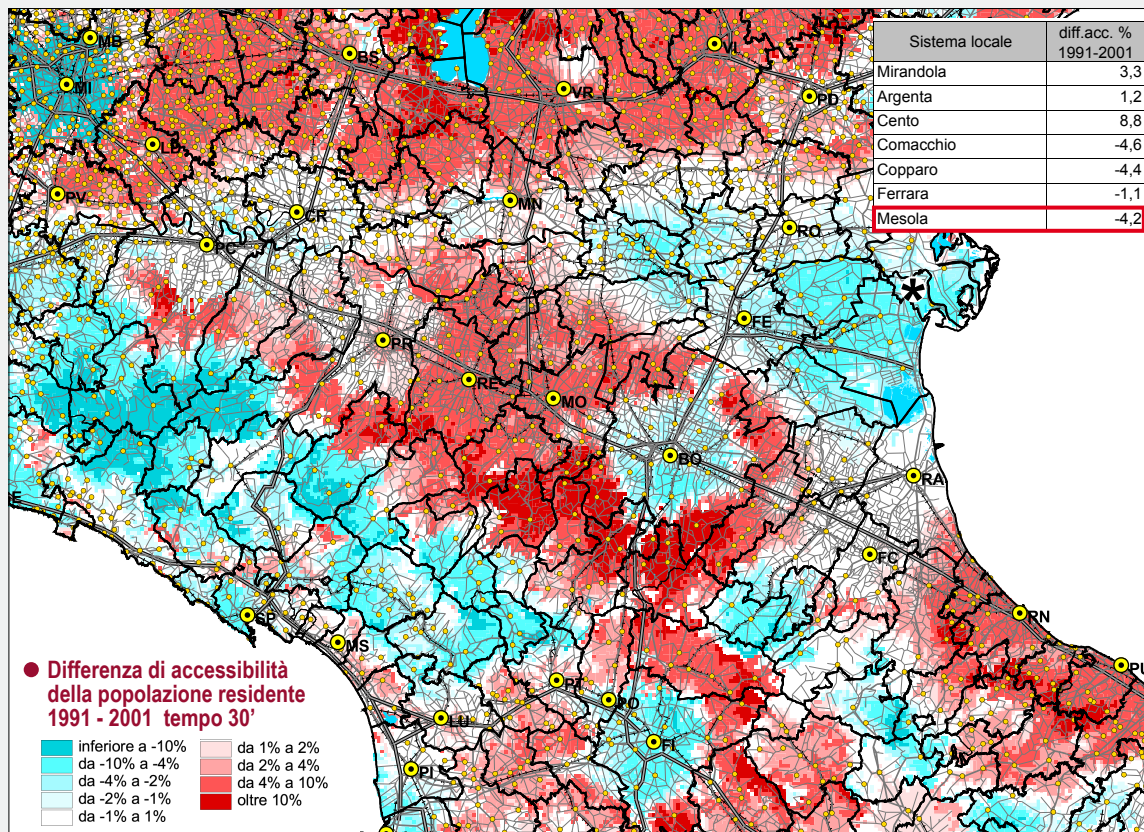 MB
MI
BS
VI
VR
PD
LD
PV
CR
MN
PC
RO
*
FE
PR
RE
MO
BO
RA
FC
E
SP
MS
RN
PT
PO
LU
FI
PI
Sistema locale diff.acc. % 1991-2001
Mirandola 3,3
Argenta 1,2
Cento 8,8
Comacchio -4,6
Copparo -4,4
Ferrara -1,1
Mesola -4,2
● Differenza di accessibilità
della popolazione residente
1991 - 2001 tempo 30'
inferiore a -10%
da -10% a -4%
da -4% a -2%
da -2% a -1%
da -1% a 1%
da 1% a 2%
da 2% a 4%
da 4% a 10%
oltre 10%